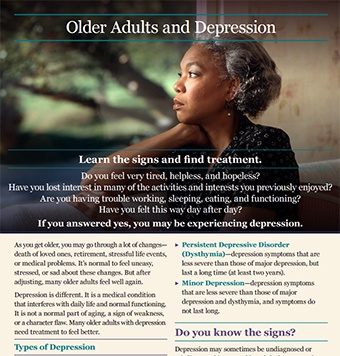 Older Adults and Depression
Learn the signs and find treatment.
Do you feel very tired, helpless, and hopeless?
Have you lost interest in many of the activities and interests you previously enjoyed?
Are you having trouble working, sleeping, eating, and functioning?
Have you felt this way day after day?
If you answered yes, you may be experiencing depression.
As you get older, you may go through a lot of changes—
death of loved ones, retirement, stressful life events,
or medical problems. It's normal to feel uneasy,
stressed, or sad about these changes. But after
adjusting, many older adults feel well again.
Depression is different. It is a medical condition
that interferes with daily life and normal functioning.
It is not a normal part of aging, a sign of weakness,
or a character flaw. Many older adults with depression
need treatment to feel better.
Types of Depression
▸ Persistent Depressive Disorder
(Dysthymia)—depression symptoms that are
less severe than those of major depression, but
last a long time (at least two years).
▸ Minor Depression—depression symptoms
that are less severe than those of major
depression and dysthymia, and symptoms do
not last long.
Do you know the signs?
Depression may sometimes be undiagnosed or